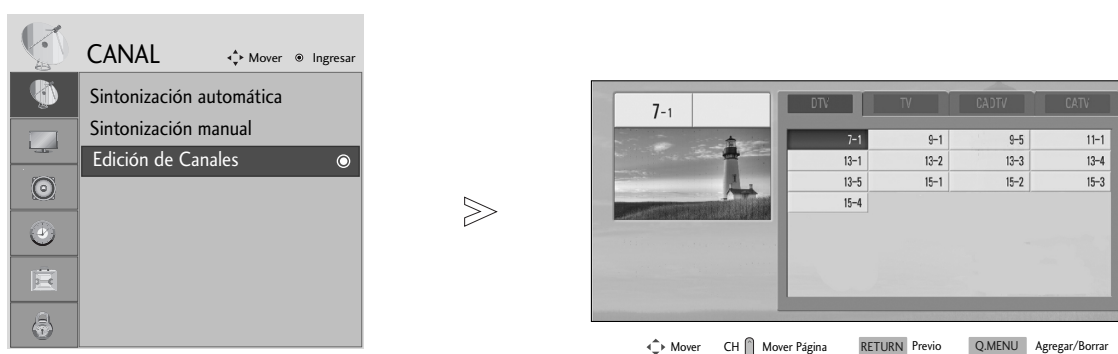 CANAL
Mover
Ingresar
Sintonización automática
Sintonización manual
Edición de Canales
7-1
DTV TV CADTV CATV
7-1 9-1 9-5 11-1
13-1 13-2 13-3 13-4
13-5 15-1 15-2 15-3
15-4
Mover CH Mover Página RETURN Previo Q.MENU Agregar/Borrar